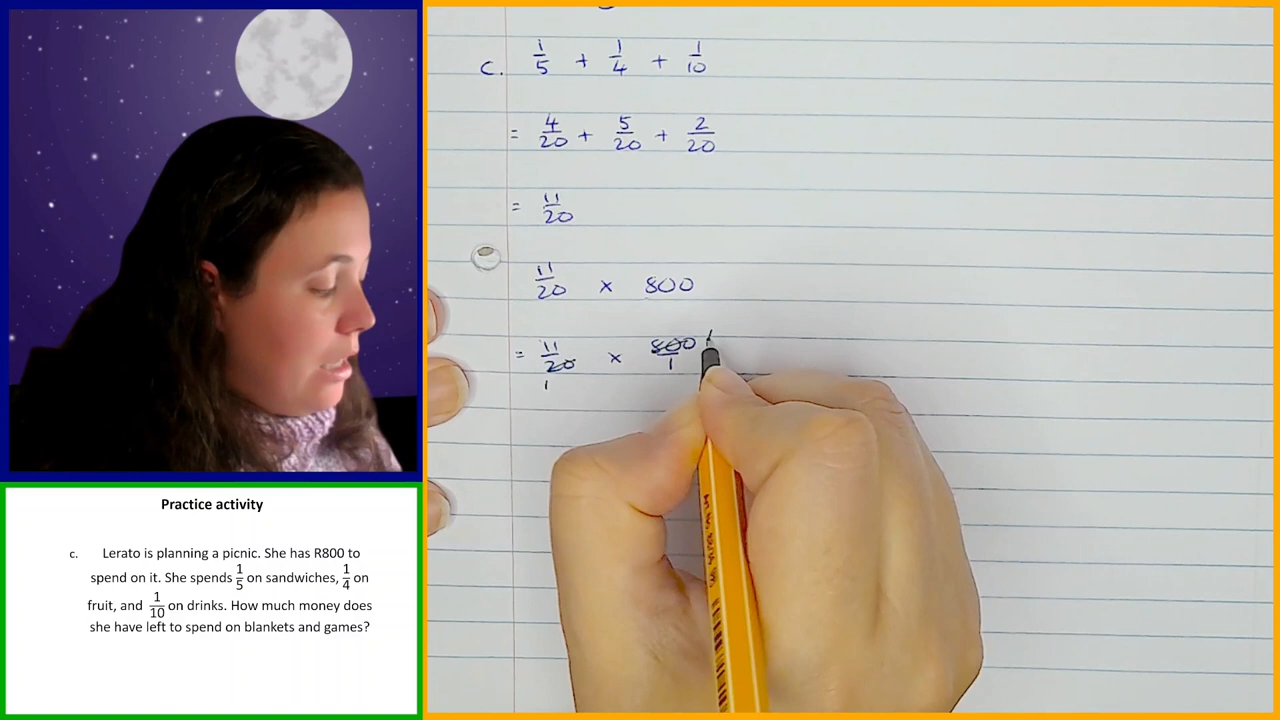 c. 1/5 + 1/4 + 1/10
= 4/20 + 5/20 + 2/20
= 11/20
11/20 x 800
= 11/20 x 800/1
1
Practice activity
c. Lerato is planning a picnic. She has R800 to
spend on it. She spends 1/5 on sandwiches, 1/4 on
fruit, and 1/10 on drinks. How much money does
she have left to spend on blankets and games?